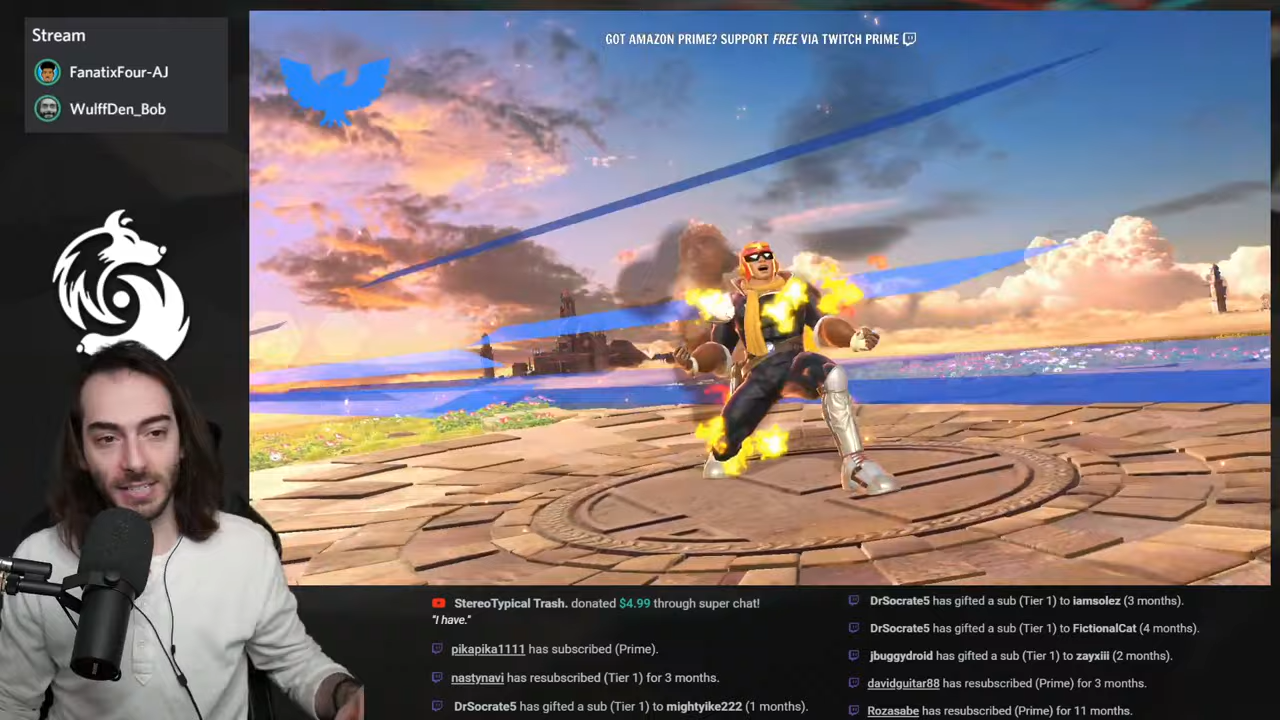 Stream
FanatixFour-AJ
WulffDen_Bob
GOT AMAZON PRIME? SUPPORT FREE VIA TWITCH PRIME
StereoTypical Trash. donated $4.99 through super chat!
"I have."
pikapika1111 has subscribed (Prime).
nastynavi has resubscribed (Tier 1) for 3 months.
DrSocrate5 has gifted a sub (Tier 1) to mightyike222 (1 months).
DrSocrate5 has gifted a sub (Tier 1) to iamsolez (3 months).
DrSocrate5 has gifted a sub (Tier 1) to FictionalCat (4 months).
jbuggydroid has gifted a sub (Tier 1) to zayxiii (2 months).
davidguitar88 has resubscribed (Prime) for 3 months.
Rozasabe has resubscribed (Prime) for 11 months.